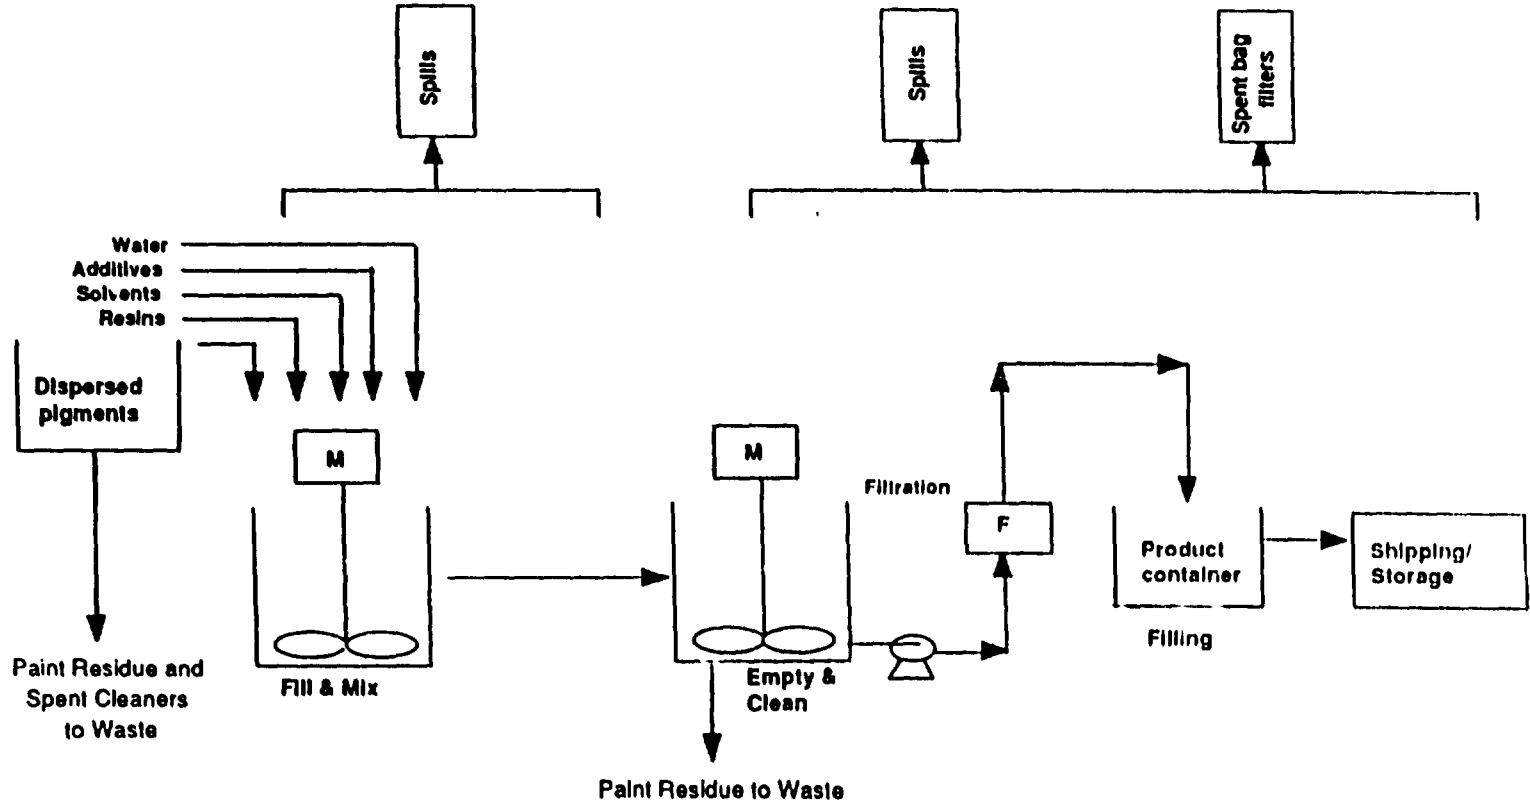 Spills
Spills
Spent bag
filters
Water
Additives
Solvents
Resins
Dispersed
pigments
M
M
Filtration
F
Product
container
Shipping/
Storage
Filling
Paint Residue and
Spent Cleaners
to Waste
Fill & Mix
Empty &
Clean
Paint Residue to Waste